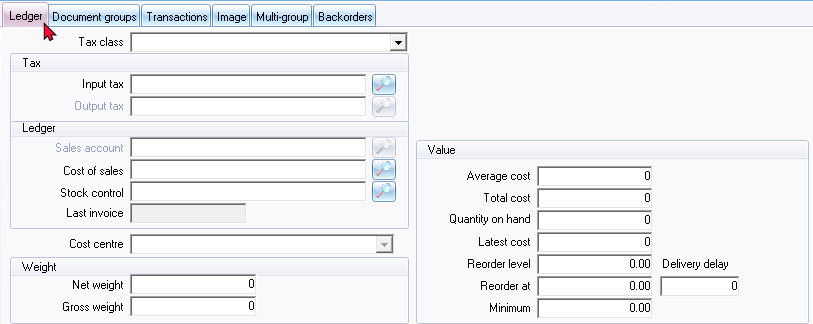 Ledger Document groups Transactions Image Multi-group Backorders
Tax class
Tax
Input tax
Output tax
Ledger
Sales account
Cost of sales
Stock control
Last invoice
Cost centre
Weight
Net weight 0
Gross weight 0
Value
Average cost 0
Total cost 0
Quantity on hand 0
Latest cost 0
Reorder level 0.00 Delivery delay
Reorder at 0.00 0
Minimum 0.00